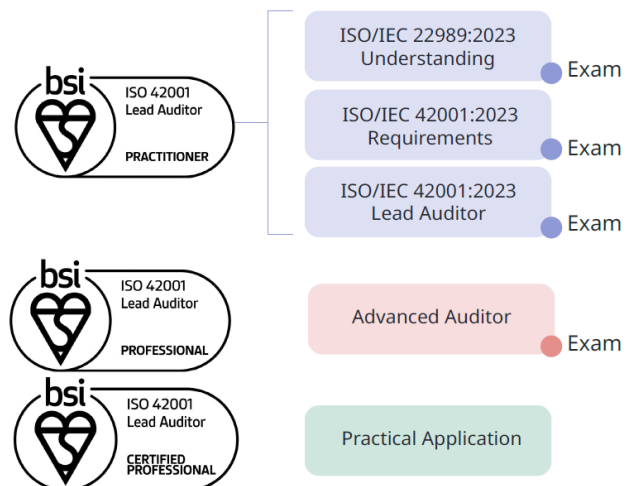 bsi
ISO 42001
Lead Auditor
PRACTITIONER
ISO/IEC 22989:2023
Understanding
Exam
ISO/IEC 42001:2023
Requirements
Exam
ISO/IEC 42001:2023
Lead Auditor
Exam
bsi
ISO 42001
Lead Auditor
PROFESSIONAL
Advanced Auditor
Exam
bsi
ISO 42001
Lead Auditor
CERTIFIED
PROFESSIONAL
Practical Application